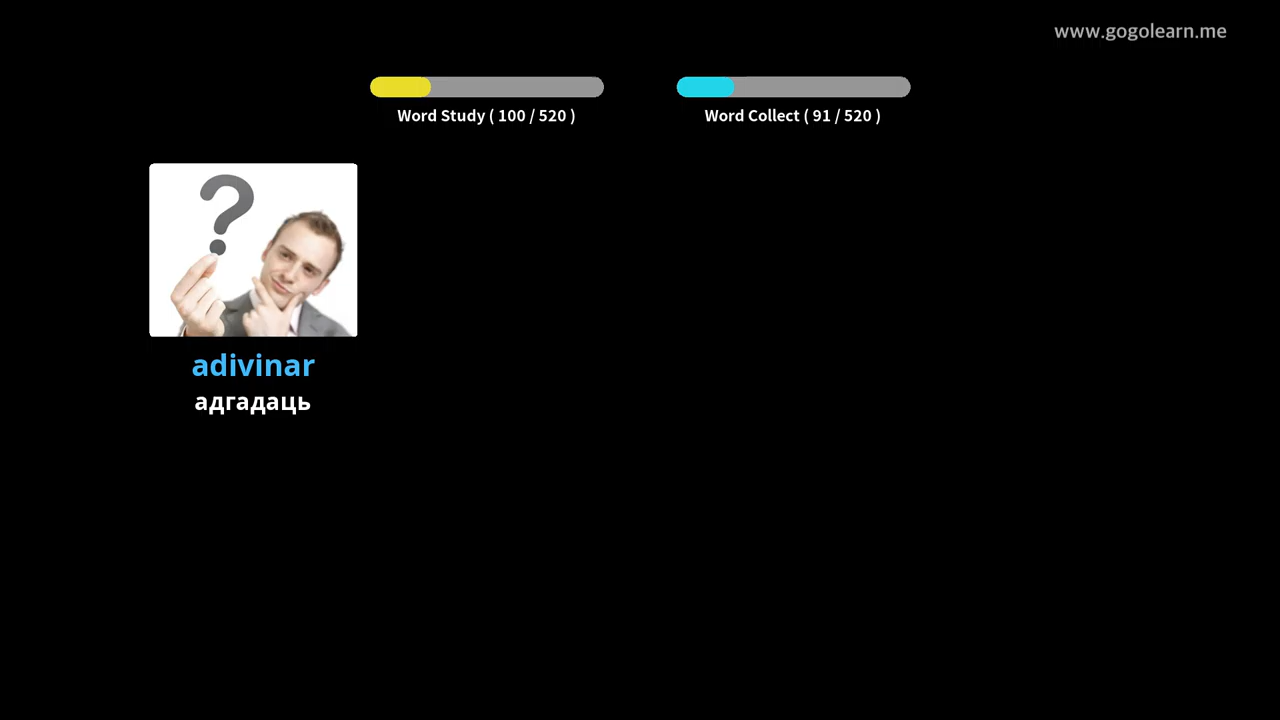 www.gogolearn.me
Word Study ( 100 / 520 )
Word Collect ( 91 / 520 )
?
adivinar
адгадаць